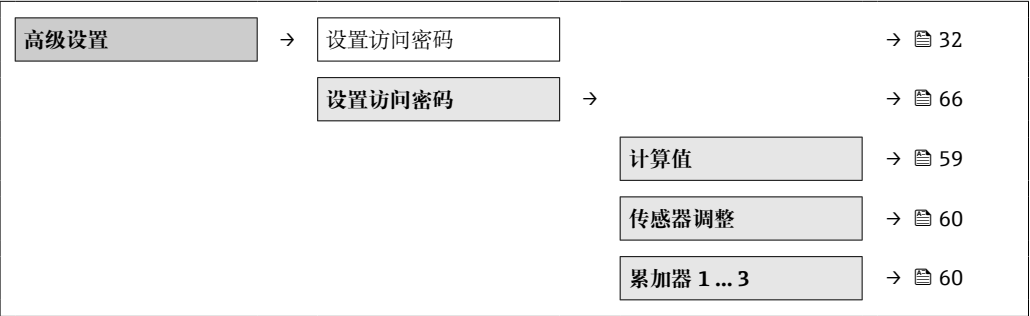 高级设置 → 设置访问密码 → 32
设置访问密码 → → 66
计算值 → 59
传感器调整 → 60
累加器 1 … 3 → 60